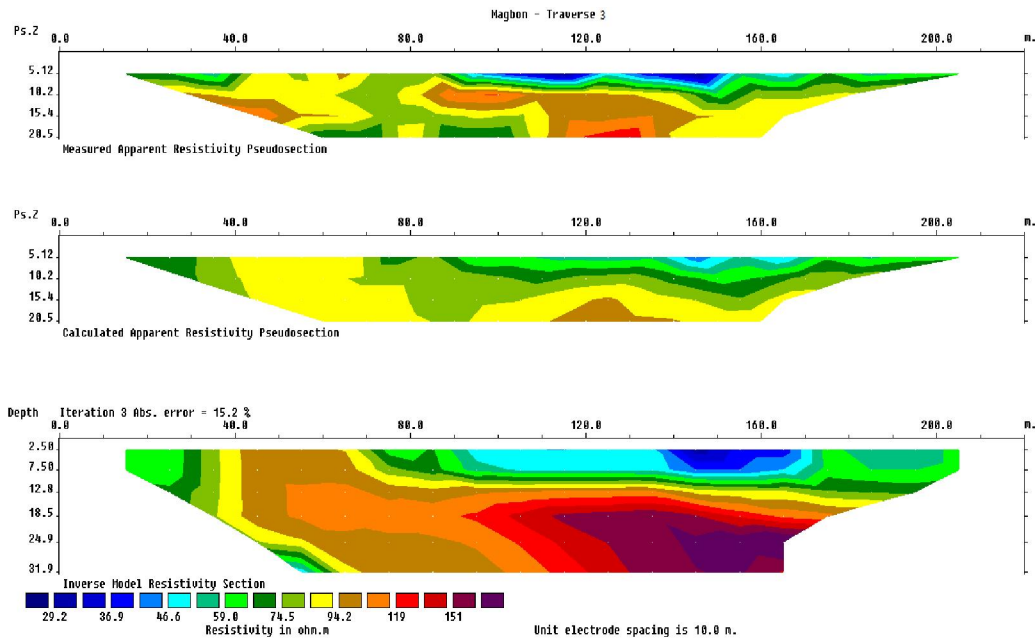 Magbon - Traverse 3
Ps.Z 0.0 40.0 80.0 120.0 160.0 200.0 m.
5.12
10.2
15.4
20.5
Measured Apparent Resistivity Pseudosection
Ps.Z 0.0 40.0 80.0 120.0 160.0 200.0 m.
5.12
10.2
15.4
20.5
Calculated Apparent Resistivity Pseudosection
Depth Iteration 3 Abs. error = 15.2 %
0.0 40.0 80.0 120.0 160.0 200.0 m.
2.50
7.50
12.8
18.5
24.9
31.9
Inverse Model Resistivity Section
29.2 36.9 46.6 59.0 74.5 94.2 119 151
Resistivity in ohm.m Unit electrode spacing is 10.0 m.